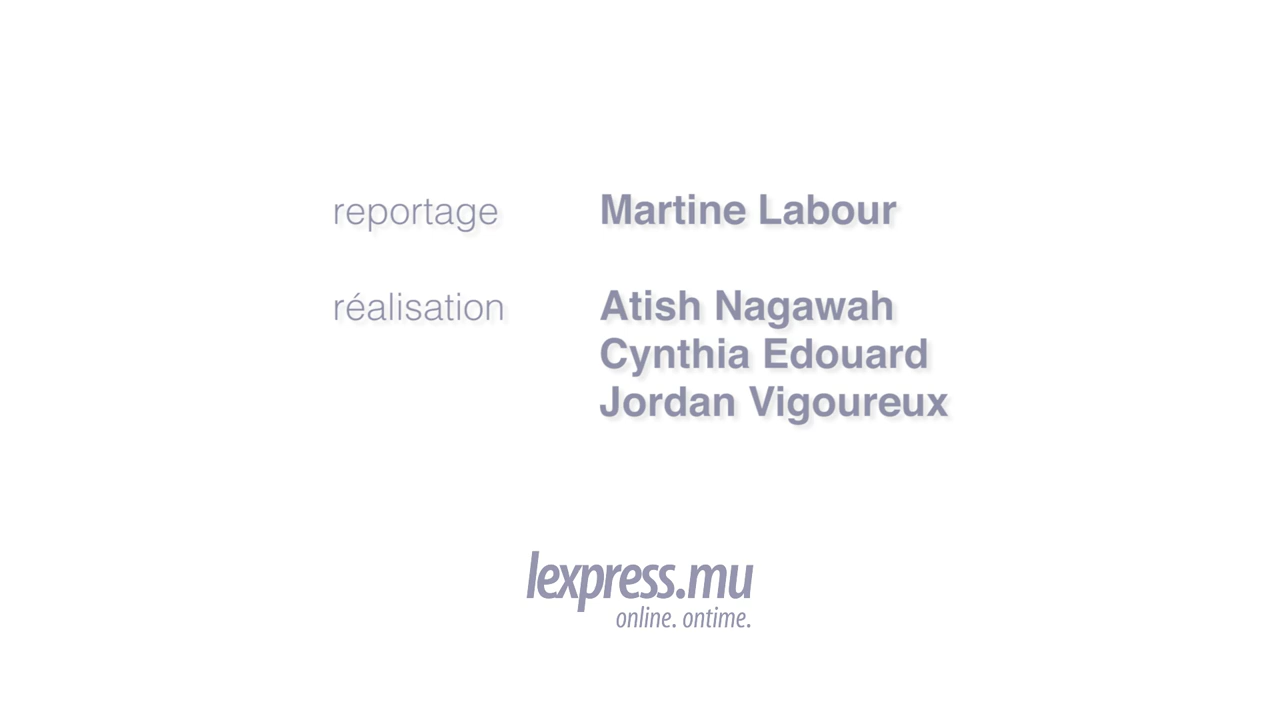 reportage Martine Labour
réalisation Atish Nagawah
Cynthia Edouard
Jordan Vigoureux
lexpress.mu
online. ontime.